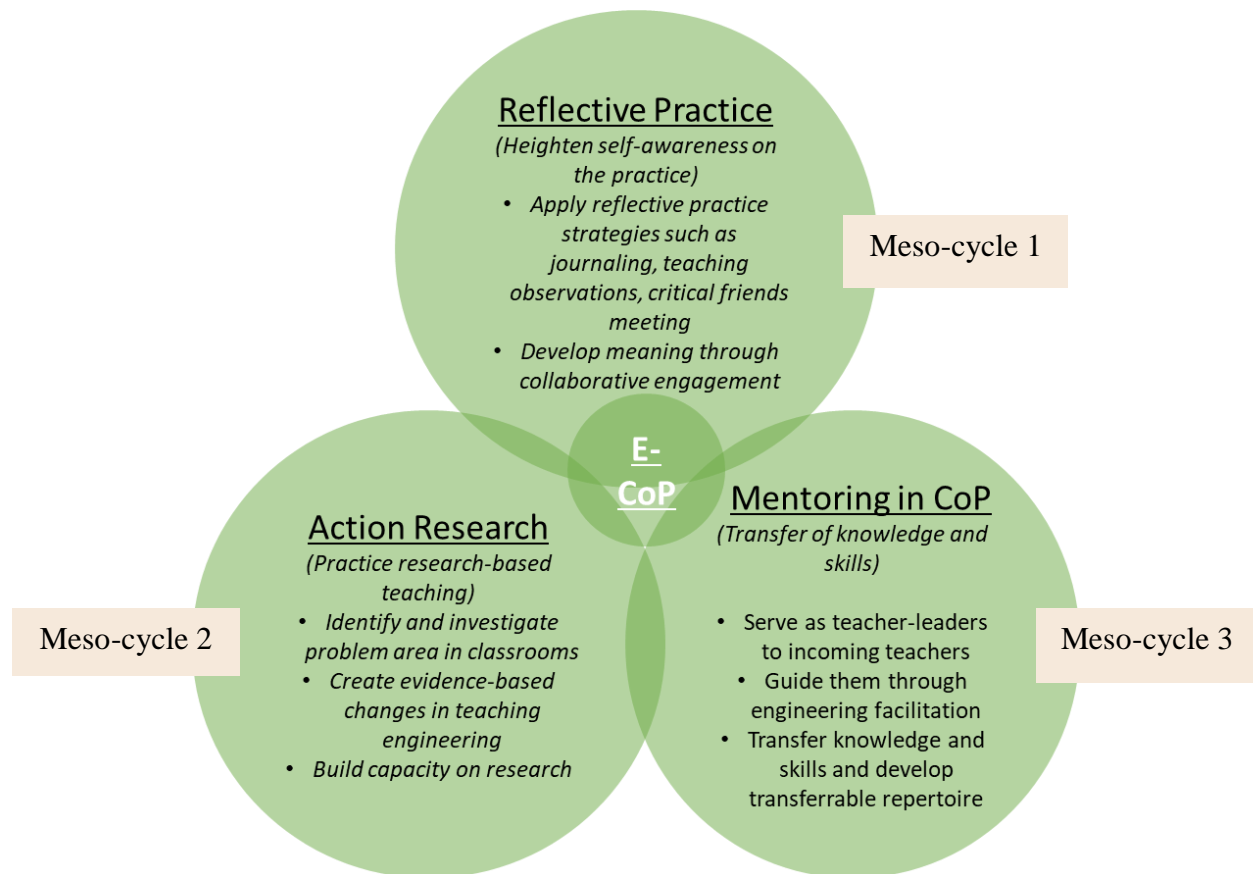 Reflective Practice
(Heighten self-awareness on
the practice)
• Apply reflective practice
strategies such as
journaling, teaching
observations, critical friends
meeting
• Develop meaning through
collaborative engagement
Meso-cycle 1
E-
CoP
Action Research
(Practice research-based
teaching)
• Identify and investigate
problem area in classrooms
• Create evidence-based
changes in teaching
engineering
• Build capacity on research
Meso-cycle 2
Mentoring in CoP
(Transfer of knowledge and
skills)
• Serve as teacher-leaders
to incoming teachers
• Guide them through
engineering facilitation
• Transfer knowledge and
skills and develop
transferrable repertoire
Meso-cycle 3